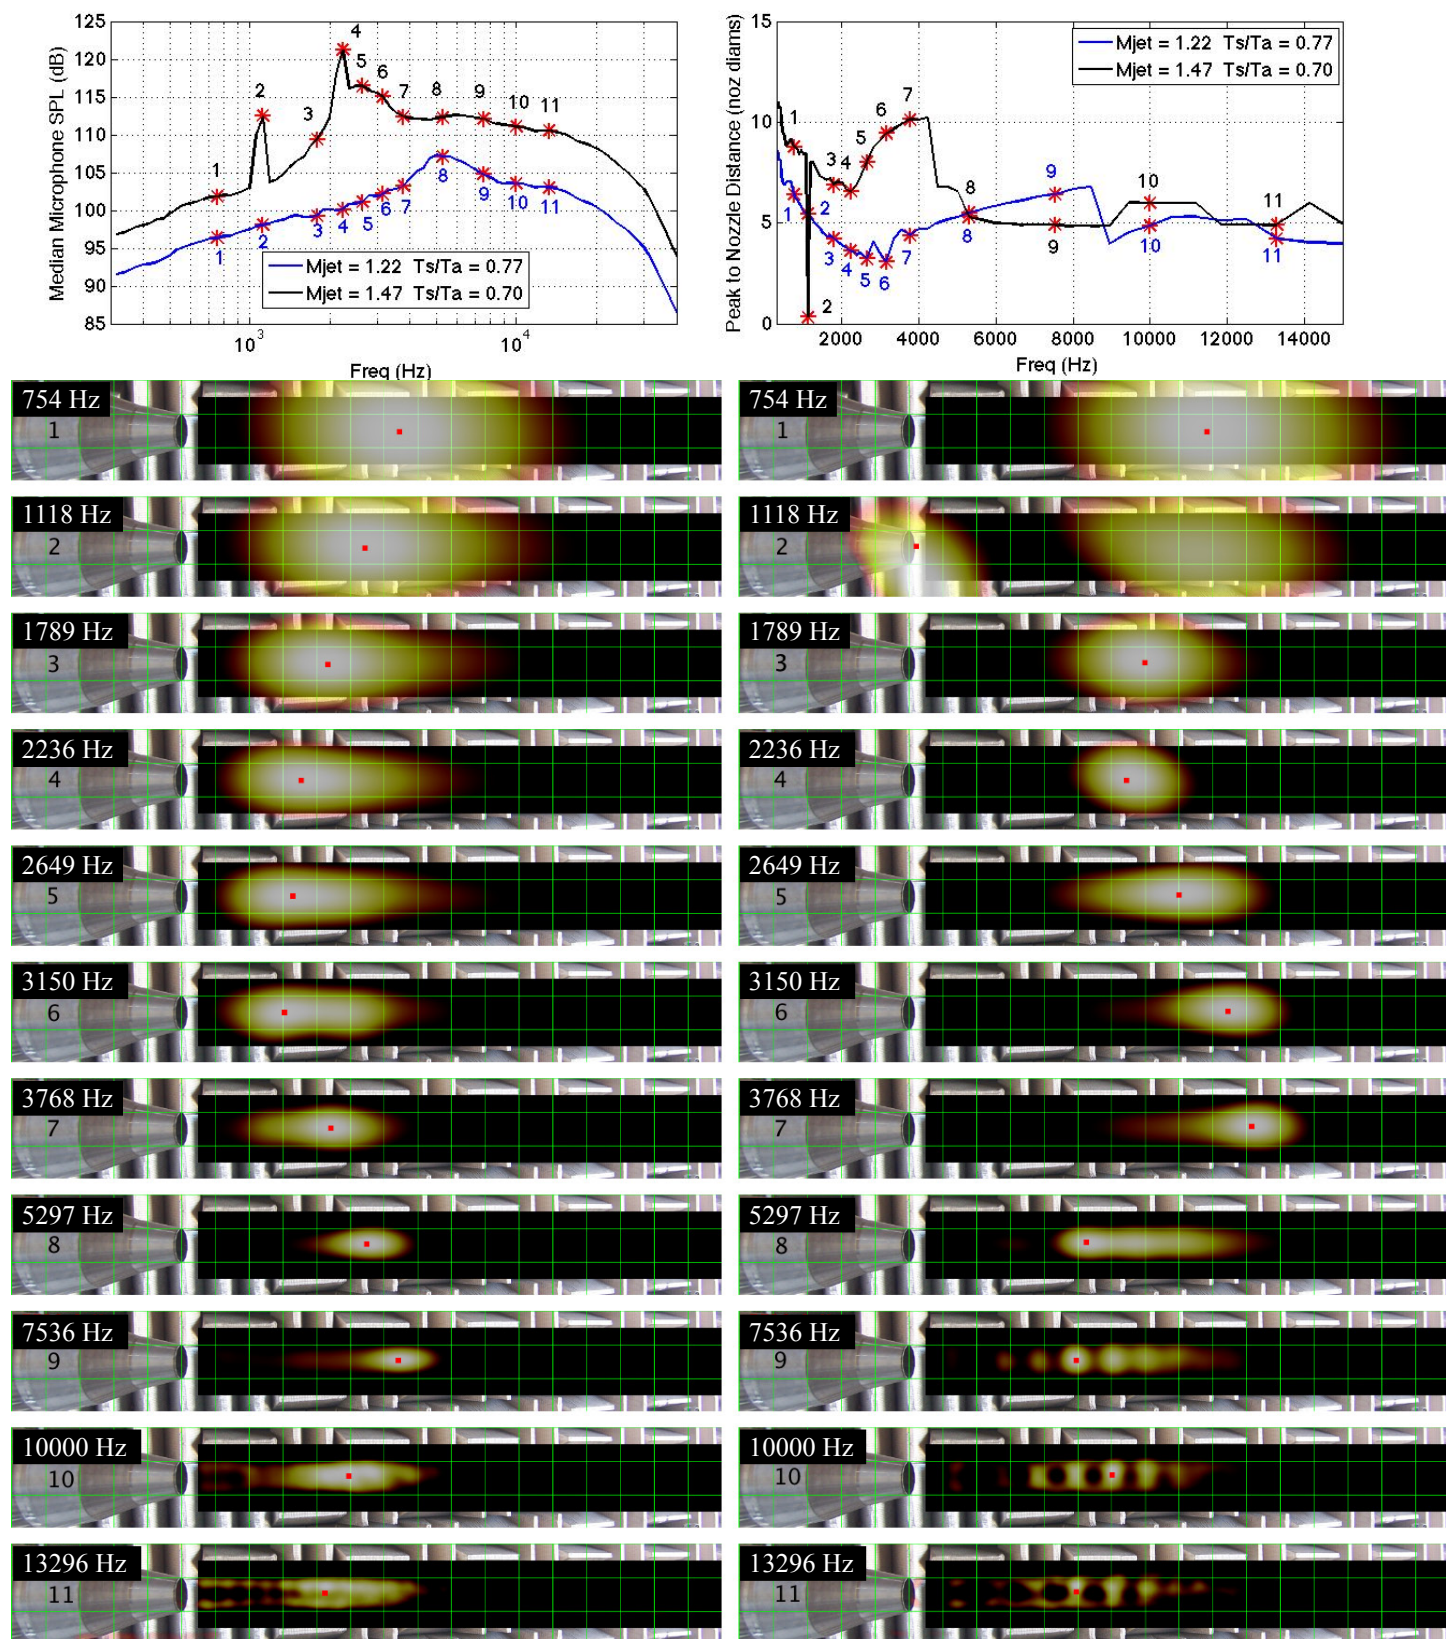 125
120
115
110
105
100
95
90
85
Median Microphone SPL (dB)
1
2
3
4
5
6
7
8
9
10
11
1
2
3
4
5
6
7
8
9
10
11
Mjet = 1.22 Ts/Ta = 0.77
Mjet = 1.47 Ts/Ta = 0.70
10^3
10^4
Freq (Hz)
15
10
5
0
Peak to Nozzle Distance (noz diams)
Mjet = 1.22 Ts/Ta = 0.77
Mjet = 1.47 Ts/Ta = 0.70
1
2
3
4
5
6
7
8
9
10
11
1
2
3
4
5
6
7
8
9
10
11
2000 4000 6000 8000 10000 12000 14000
Freq (Hz)
754 Hz
1
754 Hz
1
1118 Hz
2
1118 Hz
2
1789 Hz
3
1789 Hz
3
2236 Hz
4
2236 Hz
4
2649 Hz
5
2649 Hz
5
3150 Hz
6
3150 Hz
6
3768 Hz
7
3768 Hz
7
5297 Hz
8
5297 Hz
8
7536 Hz
9
7536 Hz
9
10000 Hz
10
10000 Hz
10
13296 Hz
11
13296 Hz
11